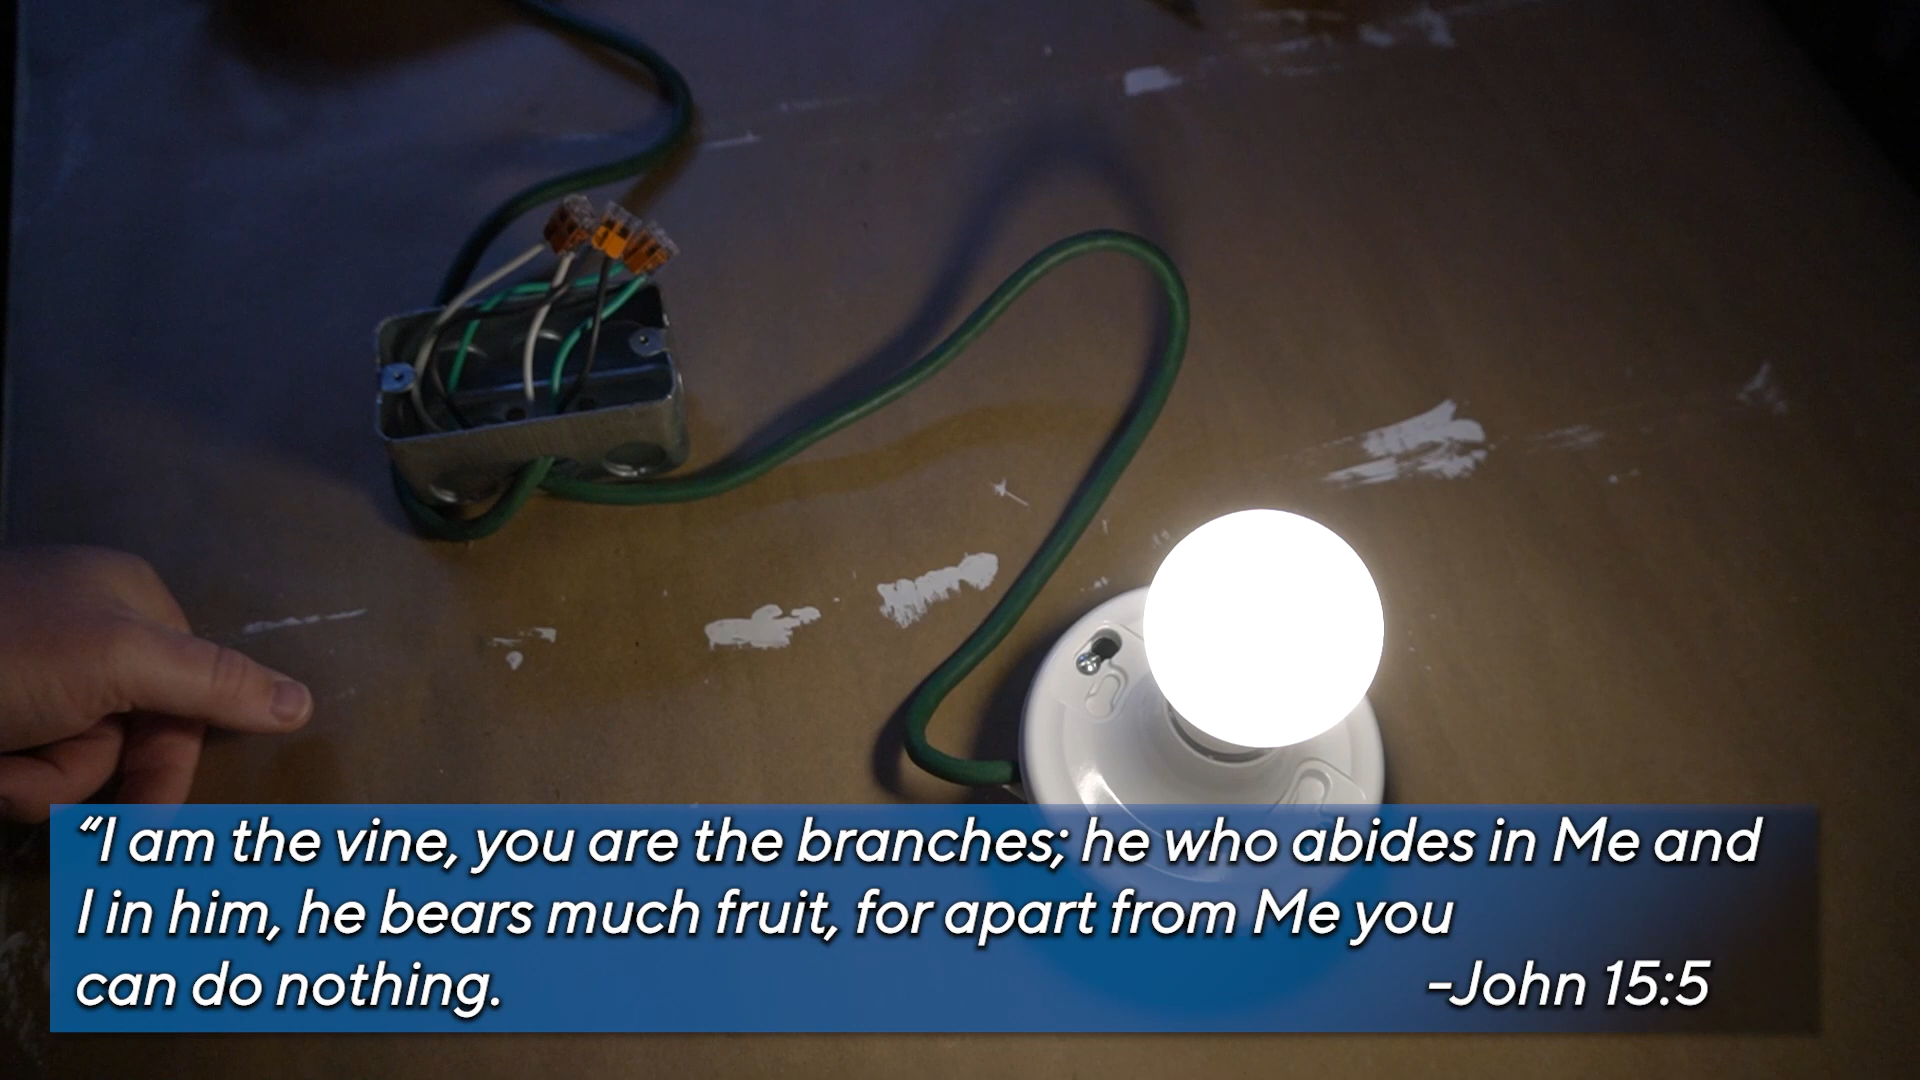 “I am the vine, you are the branches; he who abides in Me and
I in him, he bears much fruit, for apart from Me you
can do nothing.
-John 15:5